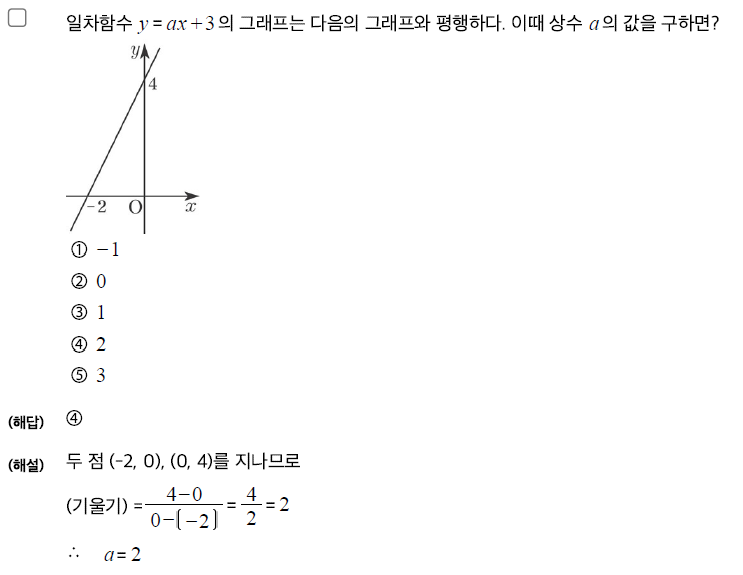 일차함수 y = ax+3의 그래프는 다음의 그래프와 평행하다. 이때 상수 a의 값을 구하면?
y
4
-2 O x
① -1
② 0
③ 1
④ 2
⑤ 3
(해답) ④
(해설) 두 점 (-2, 0), (0, 4)를 지나므로
(기울기) = \frac{4-0}{0-(-2)} = \frac{4}{2} = 2
∴ a = 2